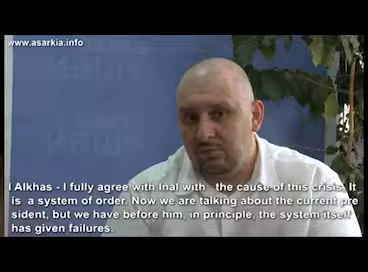 www.asarkia.info
l Alkhas - I fully agree with Inal with the cause of this crisis. It
is a system of order. Now we are talking about the current pre
sident, but we have before him, in principle, the system itself
has given failures.